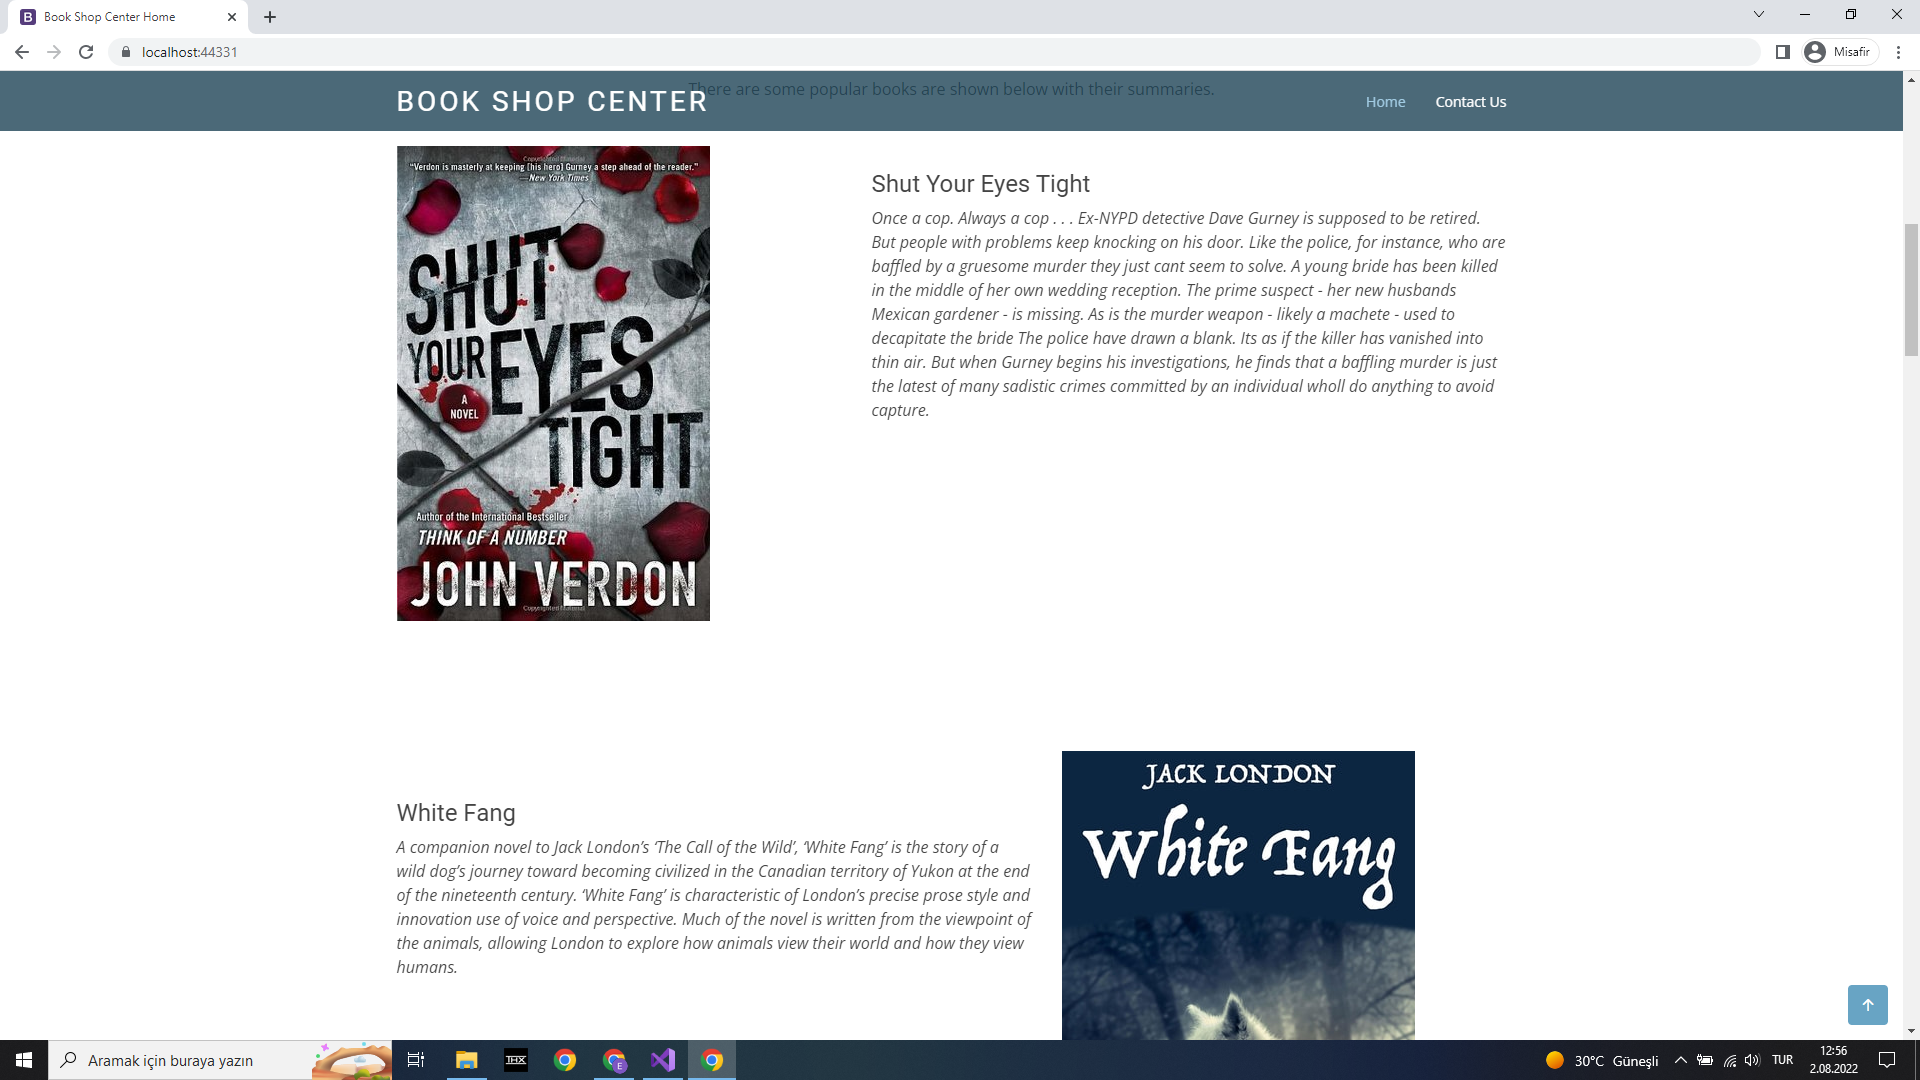 Book Shop Center Home
localhost:44331
Misafir
There are some popular books are shown below with their summaries.
BOOK SHOP CENTER
Home
Contact Us
Copyrighted Material
“Verdon is masterly at keeping [his hero] Gurney a step ahead of the reader.”
—New York Times
SHUT
YOUR EYES
A
NOVEL
TIGHT
Author of the International Bestseller
THINK OF A NUMBER
JOHN VERDON
Copyrighted Material
Shut Your Eyes Tight
Once a cop. Always a cop . . . Ex-NYPD detective Dave Gurney is supposed to be retired.
But people with problems keep knocking on his door. Like the police, for instance, who are
baffled by a gruesome murder they just cant seem to solve. A young bride has been killed
in the middle of her own wedding reception. The prime suspect - her new husbands
Mexican gardener - is missing. As is the murder weapon - likely a machete - used to
decapitate the bride The police have drawn a blank. Its as if the killer has vanished into
thin air. But when Gurney begins his investigations, he finds that a baffling murder is just
the latest of many sadistic crimes committed by an individual wholl do anything to avoid
capture.
White Fang
A companion novel to Jack London’s ‘The Call of the Wild’, ‘White Fang’ is the story of a
wild dog’s journey toward becoming civilized in the Canadian territory of Yukon at the end
of the nineteenth century. ‘White Fang’ is characteristic of London’s precise prose style and
innovation use of voice and perspective. Much of the novel is written from the viewpoint of
the animals, allowing London to explore how animals view their world and how they view
humans.
JACK LONDON
White Fang
Aramak için buraya yazın
THX
E
30°C Güneşli
TUR
12:56
2.08.2022